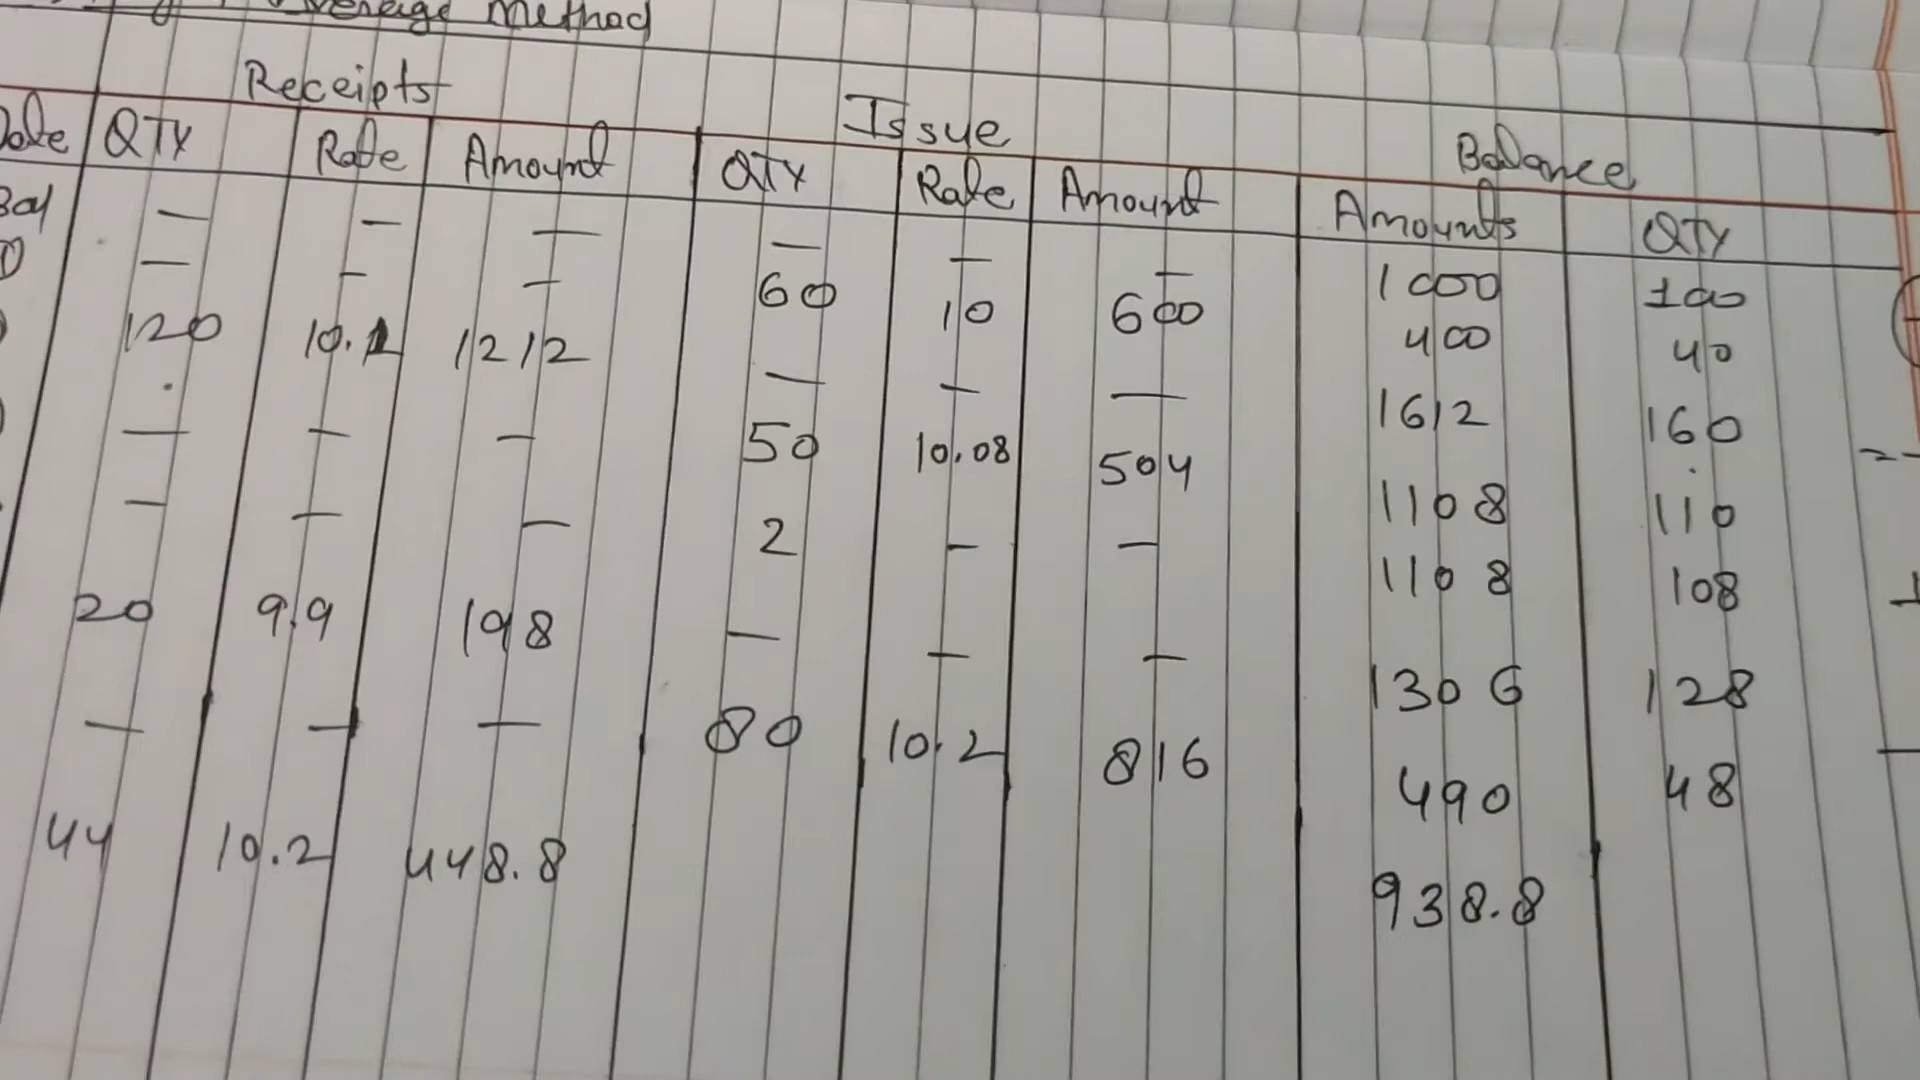 Average Method
Receipts Issue Balance
Date QTY Rate Amount QTY Rate Amount Amounts QTY
Bal — — — — — — 1000 100
— — — 60 10 600 400 40
120 10.1 1212 — — — 1612 160
— — — 50 10.08 504 1108 110
— — — 2 — — 1108 108
20 9.9 198 — — — 1306 128
— — — 80 10.2 816 490 48
44 10.2 448.8 938.8